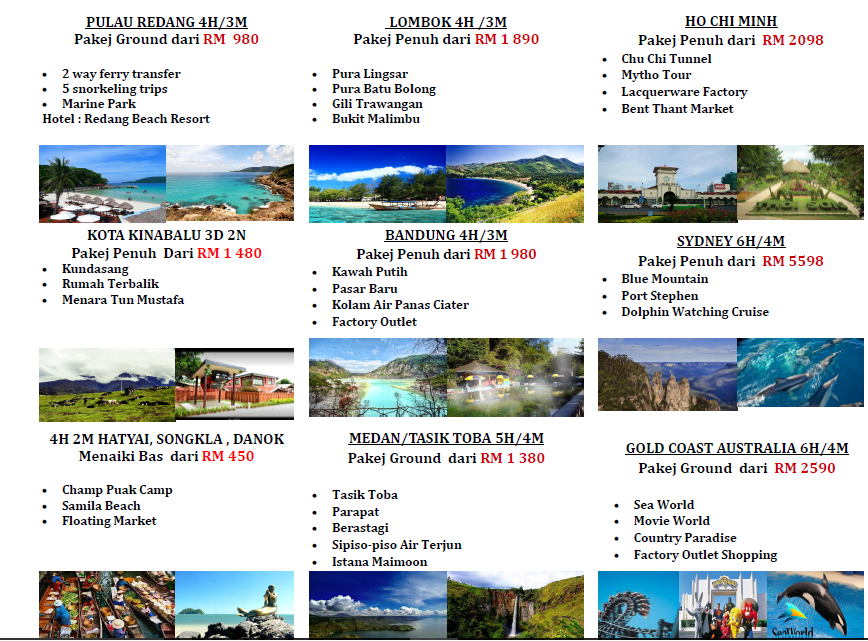 PULAU REDANG 4H/3M
Pakej Ground dari RM 980
• 2 way ferry transfer
• 5 snorkeling trips
• Marine Park
Hotel : Redang Beach Resort
LOMBOK 4H /3M
Pakej Penuh dari RM 1 890
• Pura Lingsar
• Pura Batu Bolong
• Gili Trawangan
• Bukit Malimbu
HO CHI MINH
Pakej Penuh dari RM 2098
• Chu Chi Tunnel
• Mytho Tour
• Lacquerware Factory
• Bent Thant Market
KOTA KINABALU 3D 2N
Pakej Penuh Dari RM 1 480
• Kundasang
• Rumah Terbalik
• Menara Tun Mustafa
BANDUNG 4H/3M
Pakej Penuh dari RM 1 980
• Kawah Putih
• Pasar Baru
• Kolam Air Panas Ciater
• Factory Outlet
SYDNEY 6H/4M
Pakej Penuh dari RM 5598
• Blue Mountain
• Port Stephen
• Dolphin Watching Cruise
4H 2M HATYAI, SONGKLA , DANOK
Menaiki Bas dari RM 450
• Champ Puak Camp
• Samila Beach
• Floating Market
MEDAN/TASIK TOBA 5H/4M
Pakej Ground dari RM 1 380
• Tasik Toba
• Parapat
• Berastagi
• Sipiso-piso Air Terjun
• Istana Maimoon
GOLD COAST AUSTRALIA 6H/4M
Pakej Ground dari RM 2590
• Sea World
• Movie World
• Country Paradise
• Factory Outlet Shopping
SeaWorld